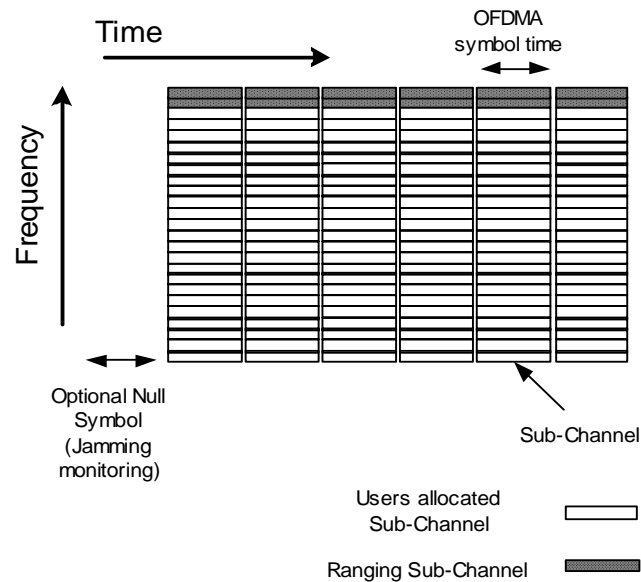 Time
OFDMA
symbol time
Frequency
Optional Null
Symbol
(Jamming
monitoring)
Sub-Channel
Users allocated
Sub-Channel
Ranging Sub-Channel